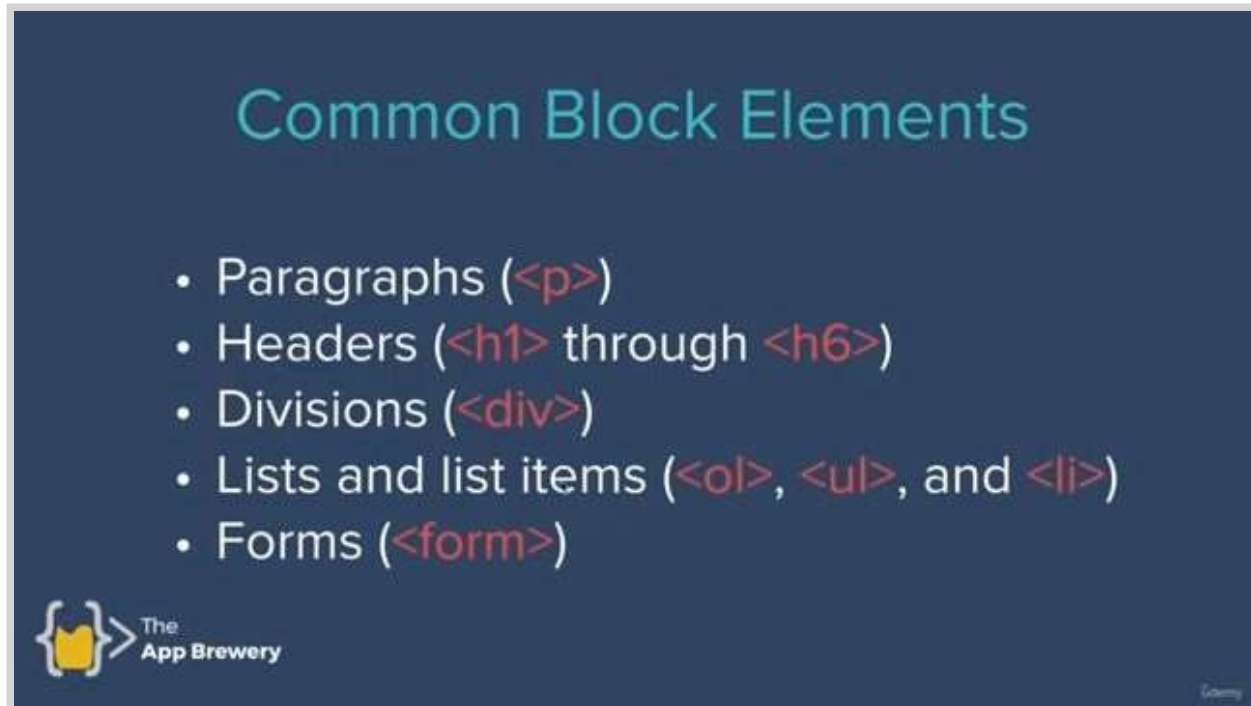 Common Block Elements
• Paragraphs (<p>)
• Headers (<h1> through <h6>)
• Divisions (<div>)
• Lists and list items (<ol>, <ul>, and <li>)
• Forms (<form>)
The
App Brewery
Udemy